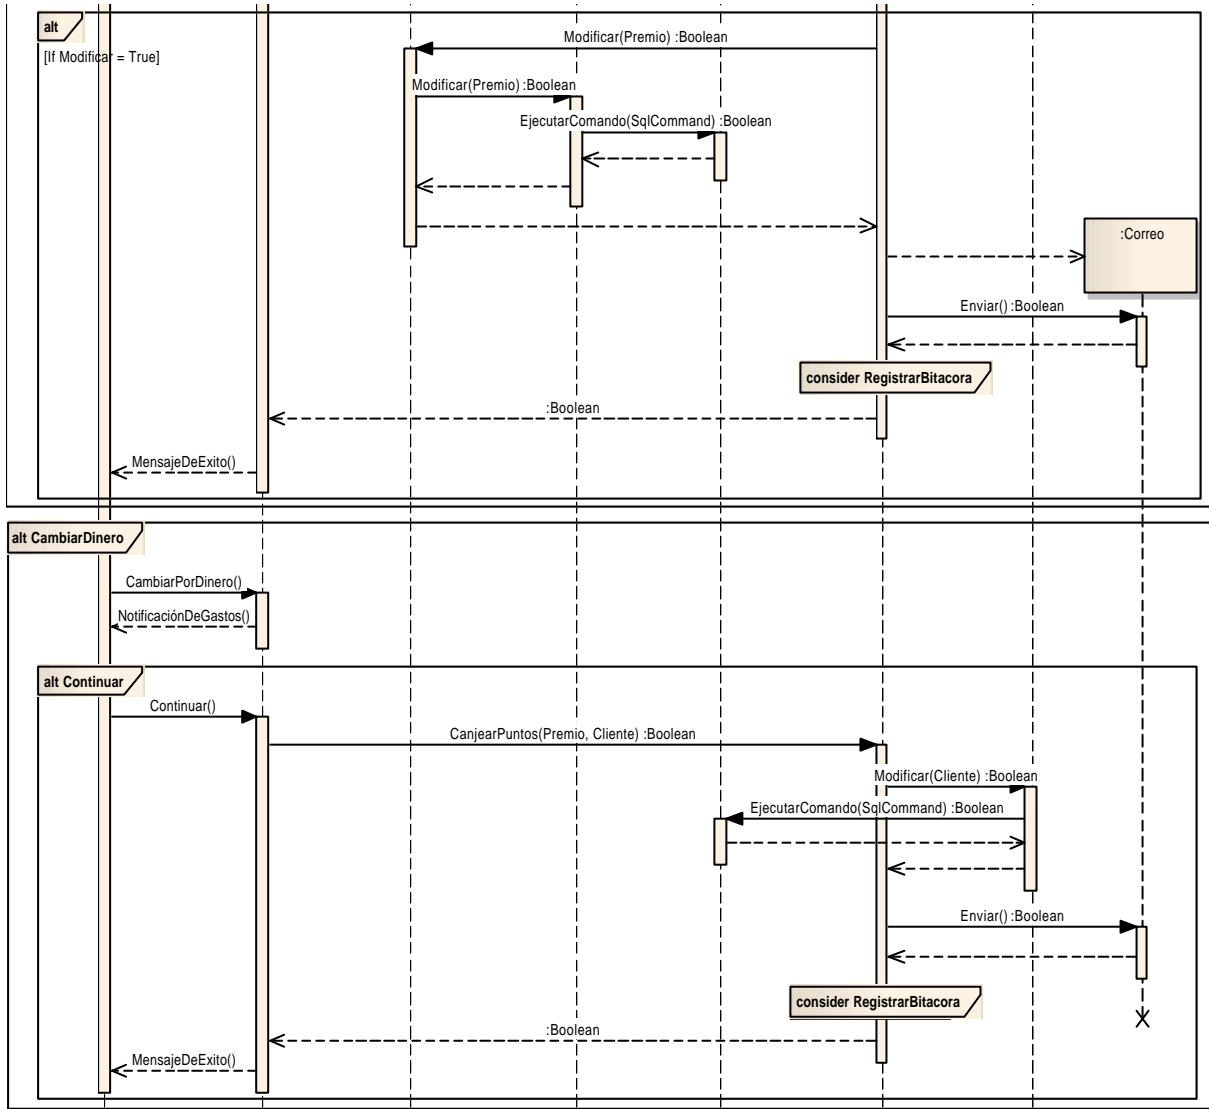 alt
[If Modificar = True]
Modificar(Premio) :Boolean
Modificar(Premio) :Boolean
EjecutarComando(SqlCommand) :Boolean
:Correo
Enviar() :Boolean
consider RegistrarBitacora
:Boolean
MensajeDeExito()
alt CambiarDinero
CambiarPorDinero()
NotificaciónDeGastos()
alt Continuar
Continuar()
CanjearPuntos(Premio, Cliente) :Boolean
Modificar(Cliente) :Boolean
EjecutarComando(SqlCommand) :Boolean
Enviar() :Boolean
consider RegistrarBitacora
:Boolean
MensajeDeExito()